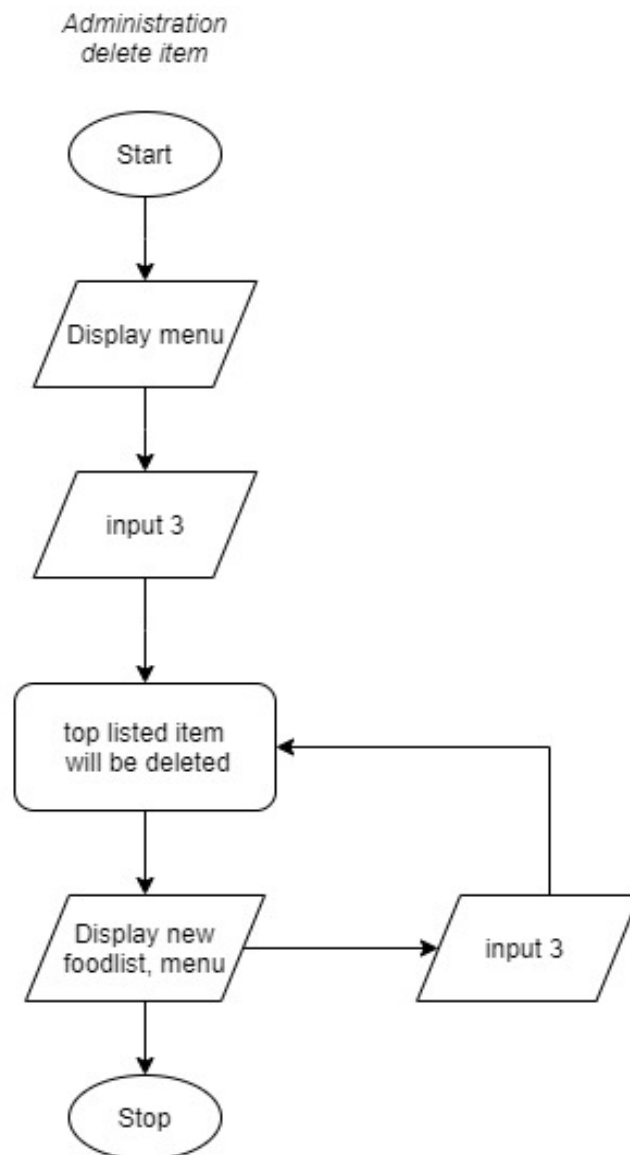 Administration
delete item
Start
Display menu
input 3
top listed item
will be deleted
Display new
foodlist, menu
input 3
Stop